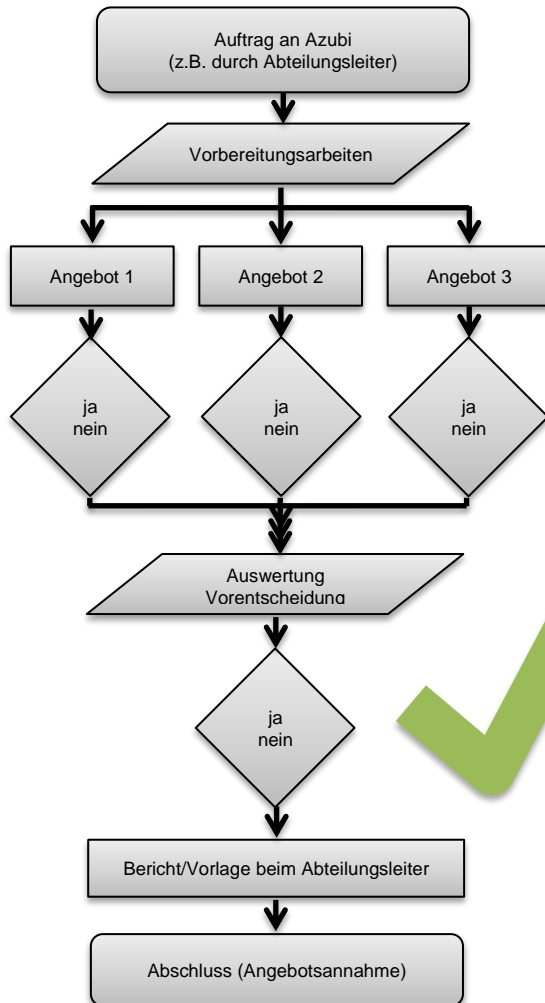 Auftrag an Azubi
(z.B. durch Abteilungsleiter)
Vorbereitungsarbeiten
Angebot 1
Angebot 2
Angebot 3
ja
nein
ja
nein
ja
nein
Auswertung
Vorentscheidung
ja
nein
Bericht/Vorlage beim Abteilungsleiter
Abschluss (Angebotsannahme)